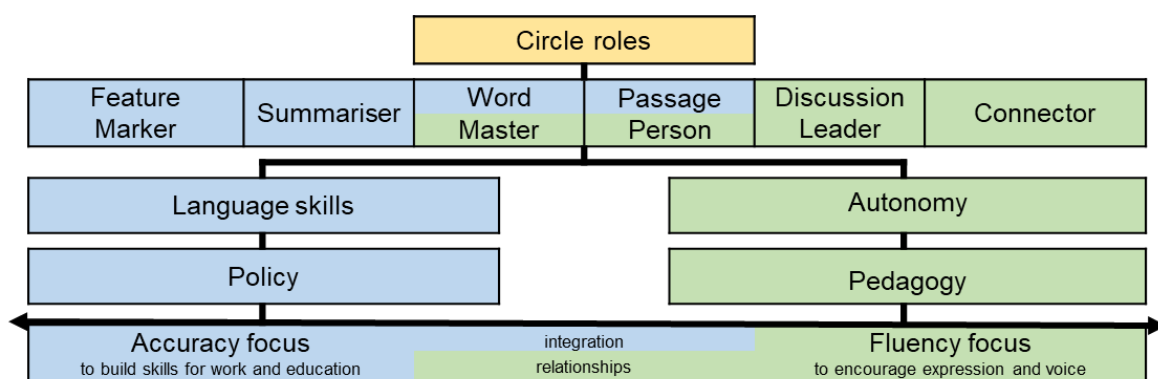 Circle roles
Feature
Marker
Summariser
Word
Master
Passage
Person
Discussion
Leader
Connector
Language skills
Autonomy
Policy
Pedagogy
Accuracy focus
to build skills for work and education
integration
relationships
Fluency focus
to encourage expression and voice